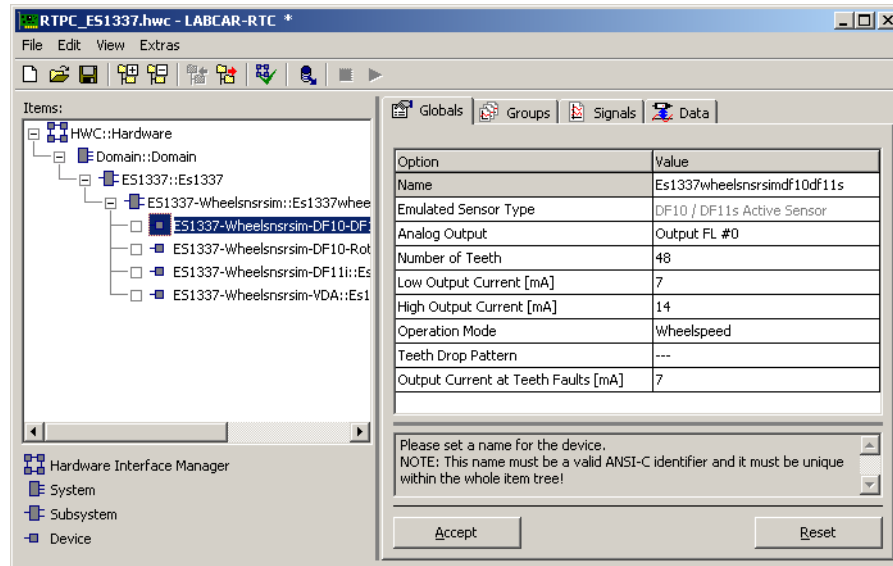 RTPC_ES1337.hwc - LABCAR-RTC *
File Edit View Extras
Items:
HWC::Hardware
Domain::Domain
ES1337::Es1337
ES1337-Wheelsnsrsim::Es1337whee
ES1337-Wheelsnsrsim-DF10-DF
ES1337-Wheelsnsrsim-DF10-Rot
ES1337-Wheelsnsrsim-DF11i::Es
ES1337-Wheelsnsrsim-VDA::Es1
Hardware Interface Manager
System
Subsystem
Device
Globals Groups Signals Data
Option Value
Name Es1337wheelsnsrsimdf10df11s
Emulated Sensor Type DF10 / DF11s Active Sensor
Analog Output Output FL #0
Number of Teeth 48
Low Output Current [mA] 7
High Output Current [mA] 14
Operation Mode Wheelspeed
Teeth Drop Pattern ---
Output Current at Teeth Faults [mA] 7
Please set a name for the device.
NOTE: This name must be a valid ANSI-C identifier and it must be unique
within the whole item tree!
Accept Reset